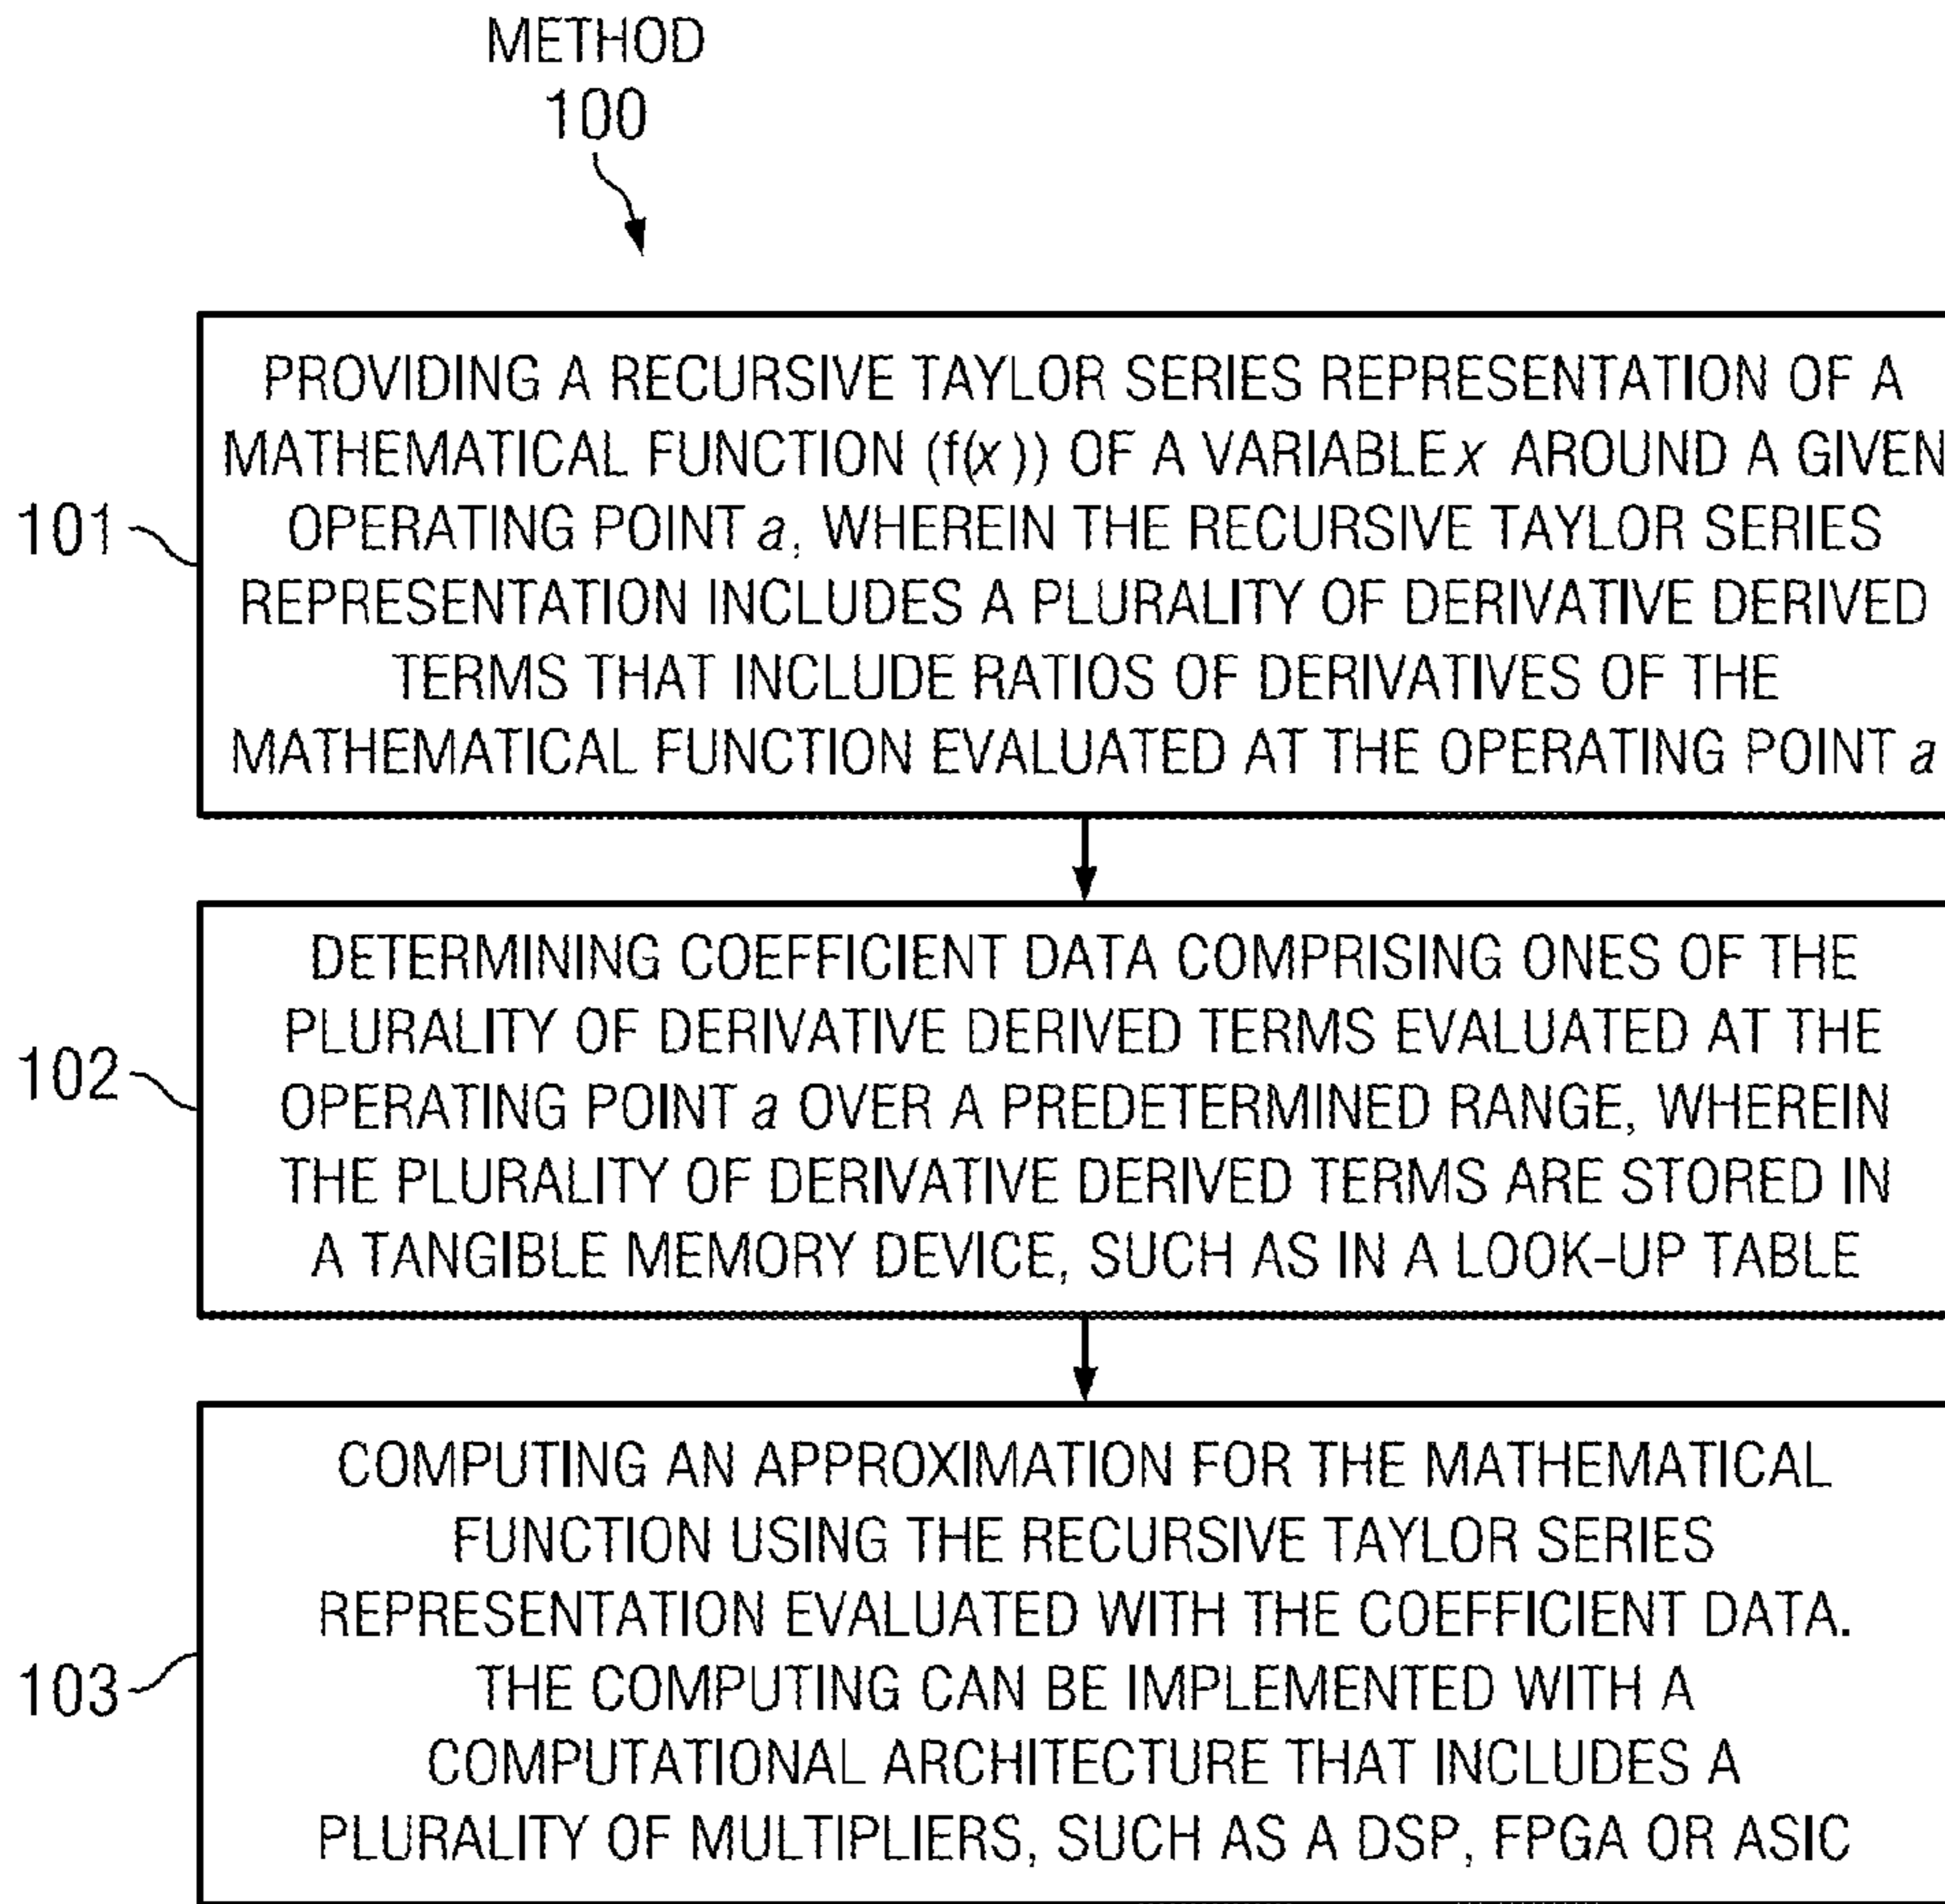 METHOD
100
101
PROVIDING A RECURSIVE TAYLOR SERIES REPRESENTATION OF A
MATHEMATICAL FUNCTION (f(x)) OF A VARIABLE x AROUND A GIVEN
OPERATING POINT a, WHEREIN THE RECURSIVE TAYLOR SERIES
REPRESENTATION INCLUDES A PLURALITY OF DERIVATIVE DERIVED
TERMS THAT INCLUDE RATIOS OF DERIVATIVES OF THE
MATHEMATICAL FUNCTION EVALUATED AT THE OPERATING POINT a
102
DETERMINING COEFFICIENT DATA COMPRISING ONES OF THE
PLURALITY OF DERIVATIVE DERIVED TERMS EVALUATED AT THE
OPERATING POINT a OVER A PREDETERMINED RANGE, WHEREIN
THE PLURALITY OF DERIVATIVE DERIVED TERMS ARE STORED IN
A TANGIBLE MEMORY DEVICE, SUCH AS IN A LOOK-UP TABLE
103
COMPUTING AN APPROXIMATION FOR THE MATHEMATICAL
FUNCTION USING THE RECURSIVE TAYLOR SERIES
REPRESENTATION EVALUATED WITH THE COEFFICIENT DATA.
THE COMPUTING CAN BE IMPLEMENTED WITH A
COMPUTATIONAL ARCHITECTURE THAT INCLUDES A
PLURALITY OF MULTIPLIERS, SUCH AS A DSP, FPGA OR ASIC